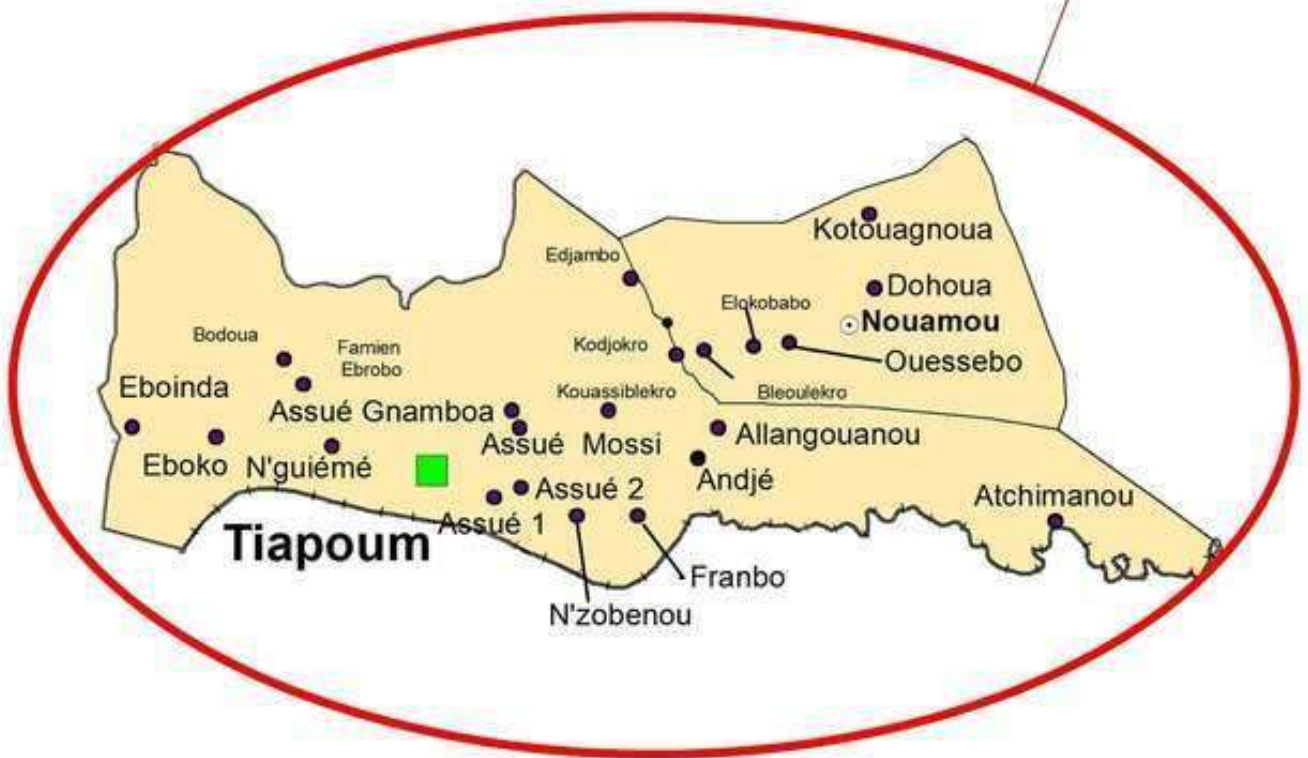 Kotouagnoua
Edjambo
Dohoua
Elokobabo
Nouamou
Bodoua
Famien
Ebrobo
Kodjokro
Ouessebo
Eboinda
Kouassiblekro
Bleoulekro
Assué Gnamboa
Assué
Mossi
Allangouanou
Eboko
N'guiémé
Andjé
Assué 2
Atchimanou
Assué 1
Tiapoum
Franbo
N'zobenou